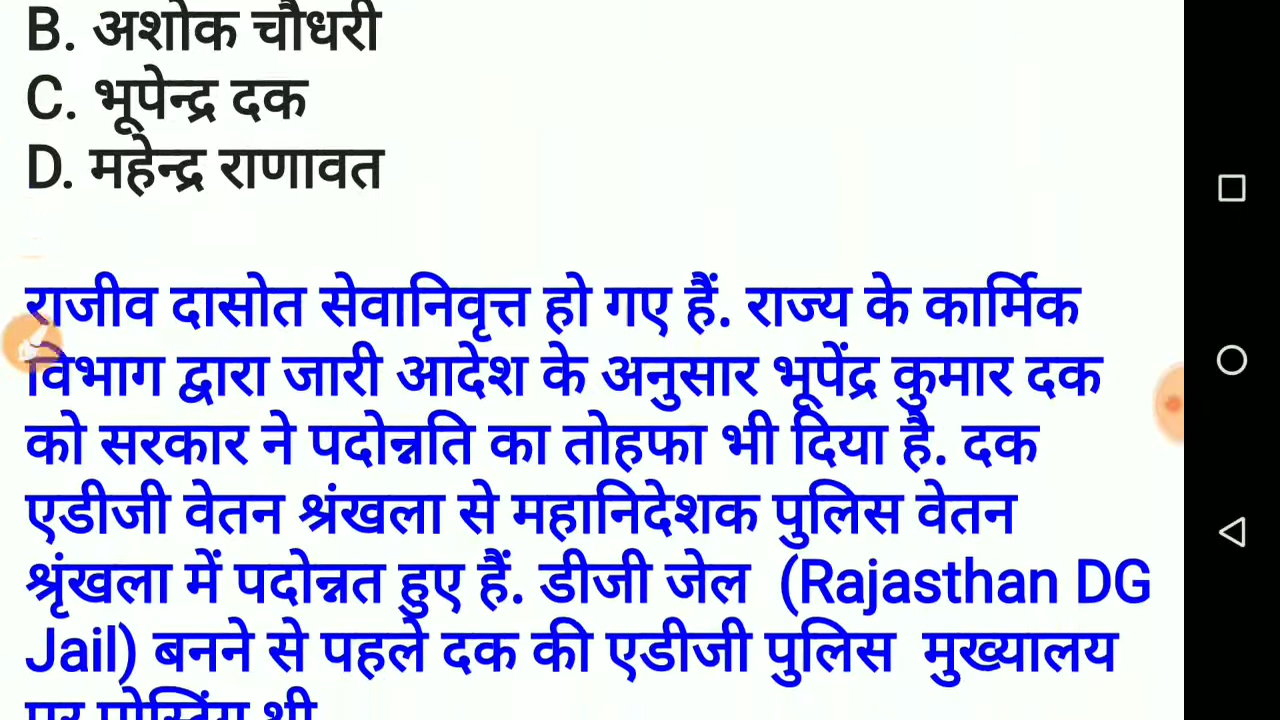 B. अशोक चौधरी
C. भूपेन्द्र दक
D. महेन्द्र राणावत
राजीव दासोत सेवानिवृत्त हो गए हैं. राज्य के कार्मिक
विभाग द्वारा जारी आदेश के अनुसार भूपेंद्र कुमार दक
को सरकार ने पदोन्नति का तोहफा भी दिया है. दक
एडीजी वेतन श्रंखला से महानिदेशक पुलिस वेतन
श्रृंखला में पदोन्नत हुए हैं. डीजी जेल (Rajasthan DG
Jail) बनने से पहले दक की एडीजी पुलिस मुख्यालय
पर पोस्टिंग थी